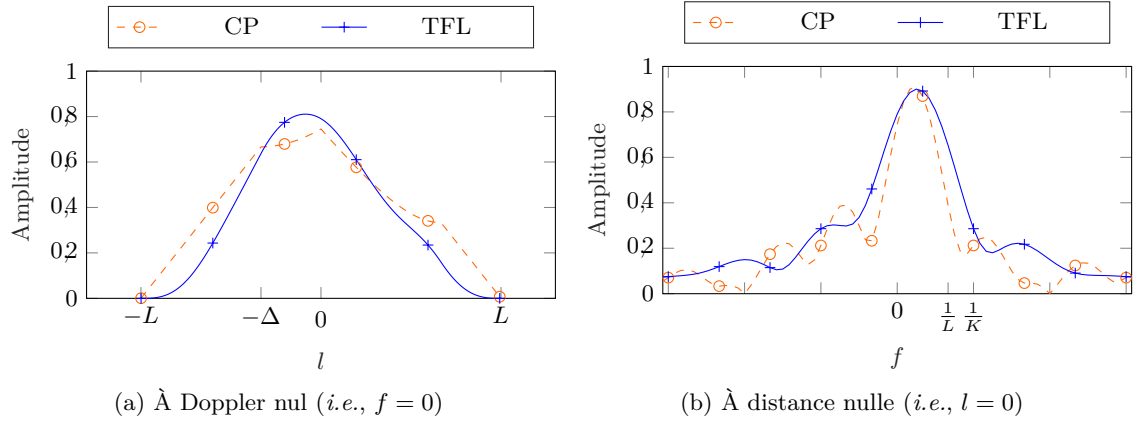 CP TFL
1
0,8
0,6
0,4
0,2
0
Amplitude
−L −Δ 0 L
l
(a) À Doppler nul (i.e., f = 0)
CP TFL
1
0,8
0,6
0,4
0,2
0
Amplitude
0 1/L 1/K
f
(b) À distance nulle (i.e., l = 0)